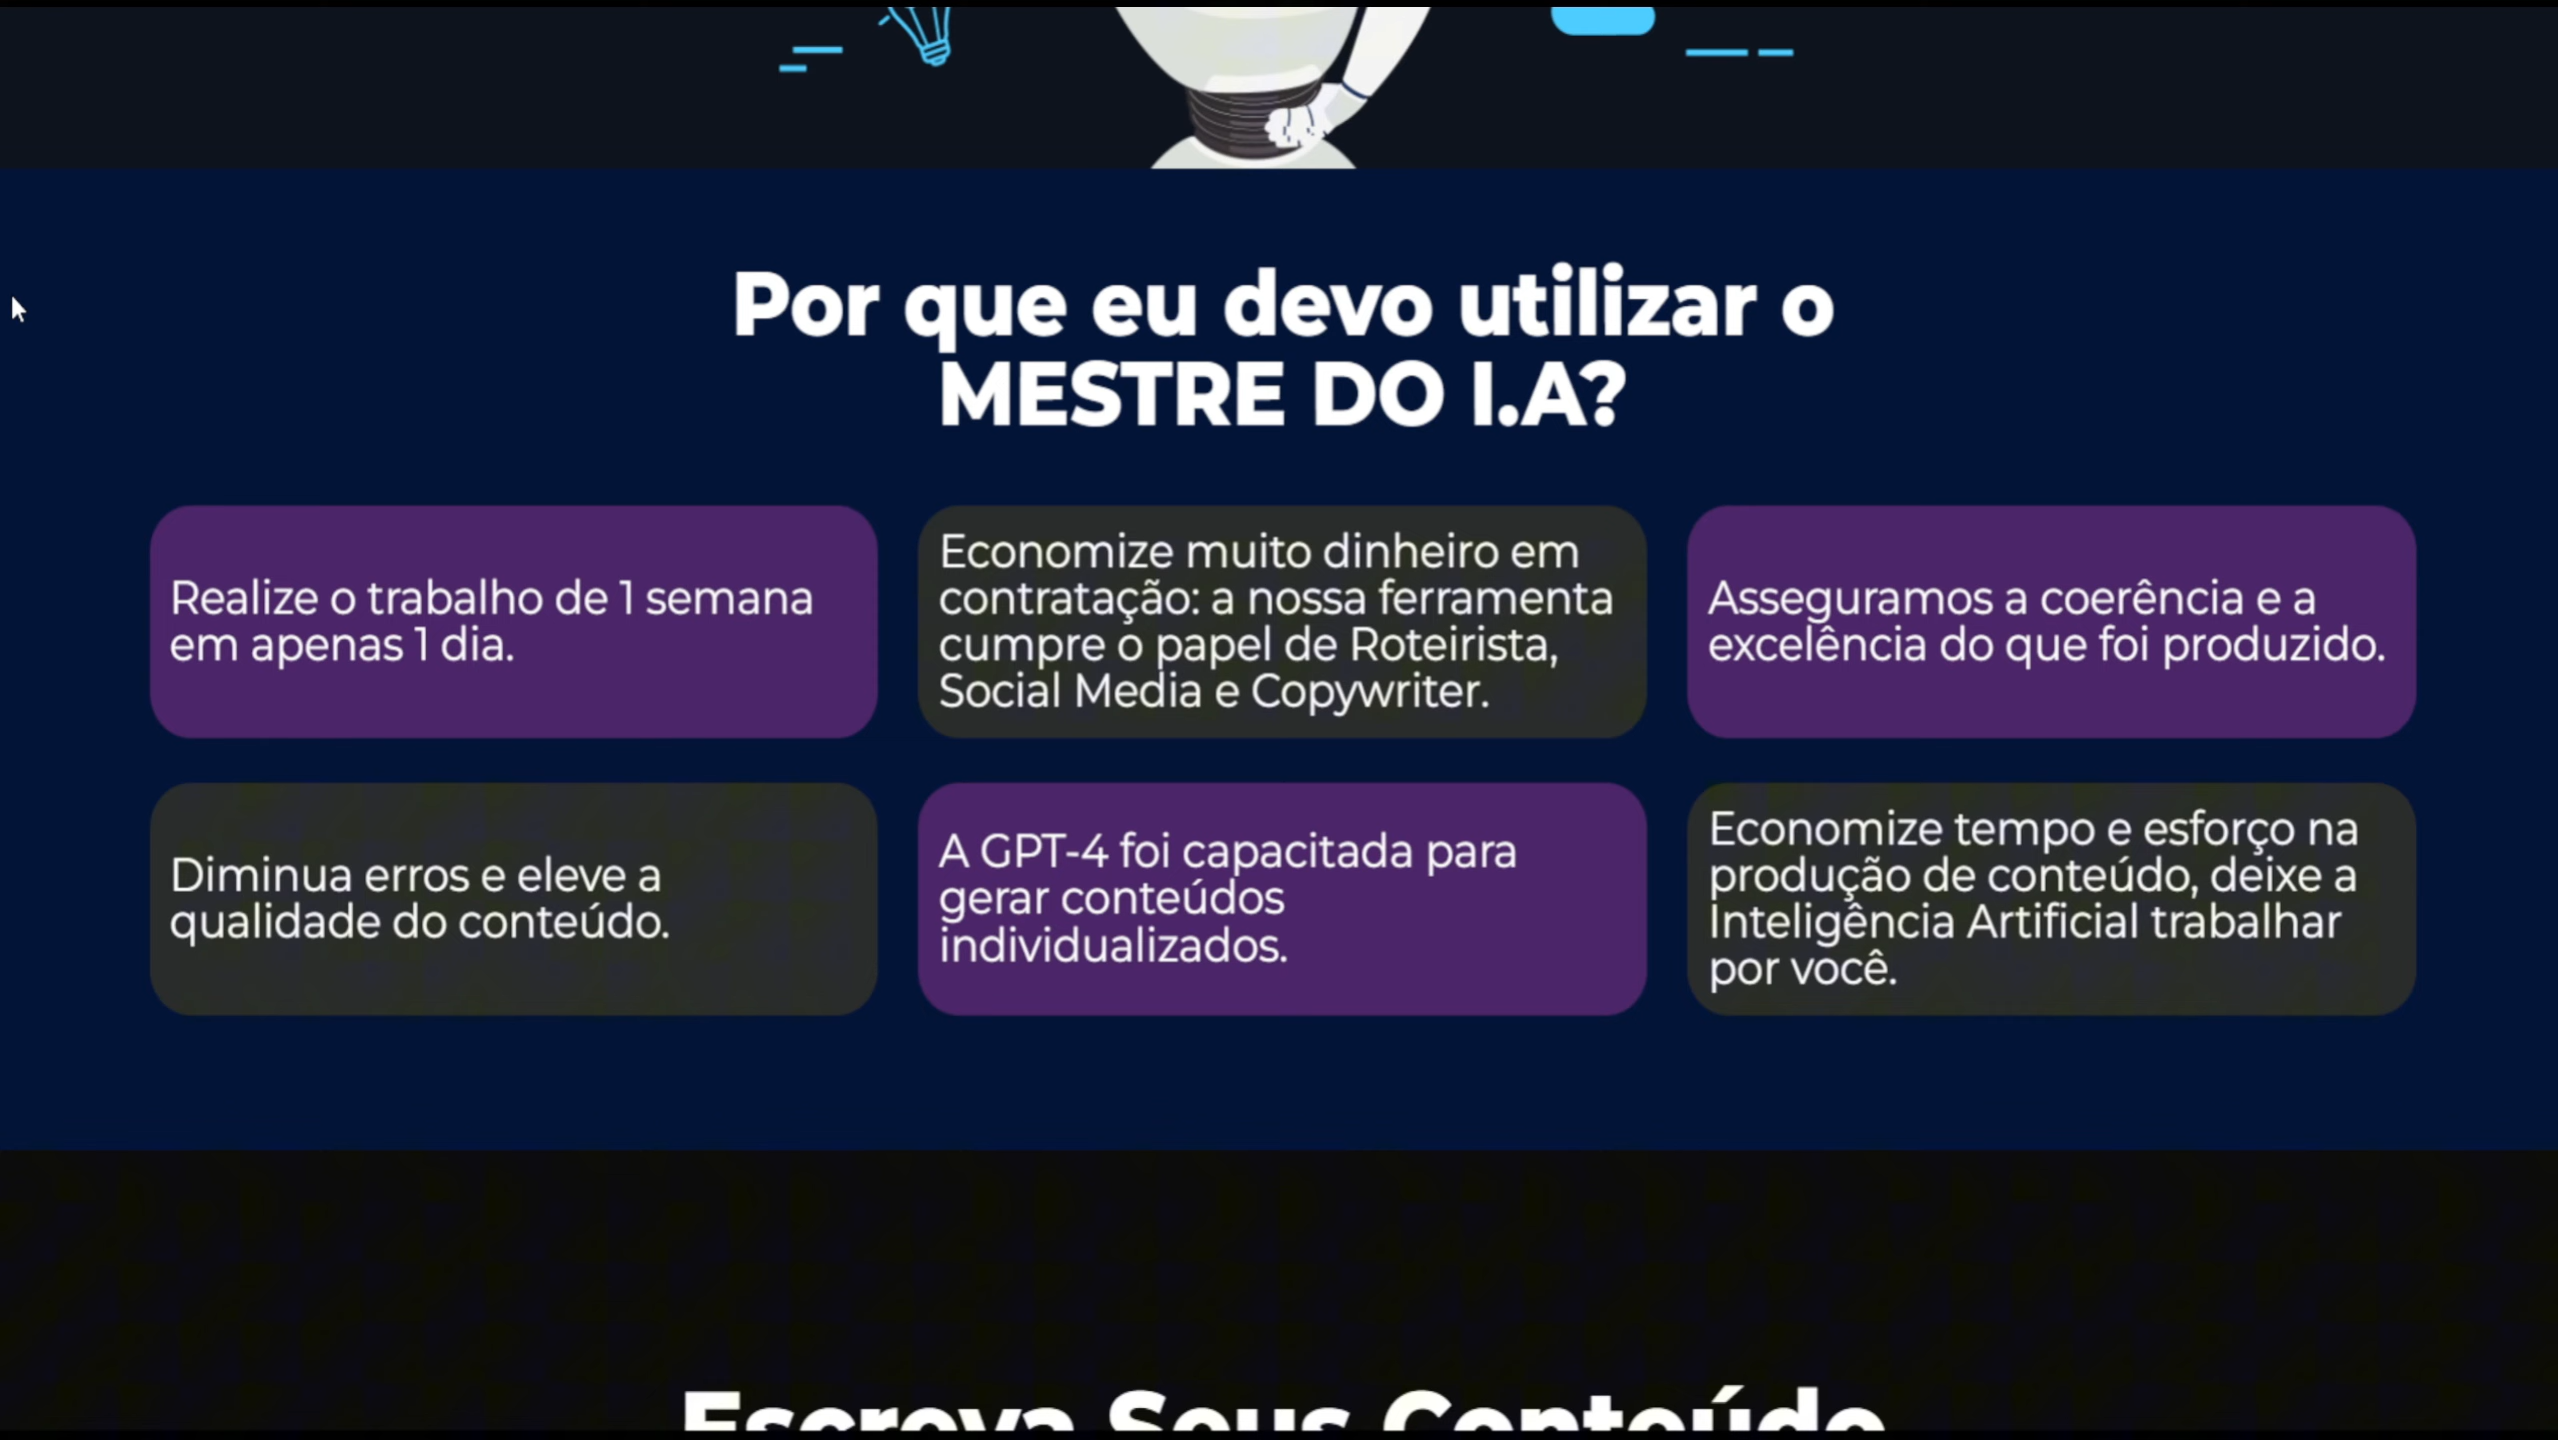 Por que eu devo utilizar o
MESTRE DO I.A?
Realize o trabalho de 1 semana
em apenas 1 dia.
Economize muito dinheiro em
contratação: a nossa ferramenta
cumpre o papel de Roteirista,
Social Media e Copywriter.
Asseguramos a coerência e a
excelência do que foi produzido.
Diminua erros e eleve a
qualidade do conteúdo.
A GPT-4 foi capacitada para
gerar conteúdos
individualizados.
Economize tempo e esforço na
produção de conteúdo, deixe a
Inteligência Artificial trabalhar
por você.
Escreva Seus Conteúdo